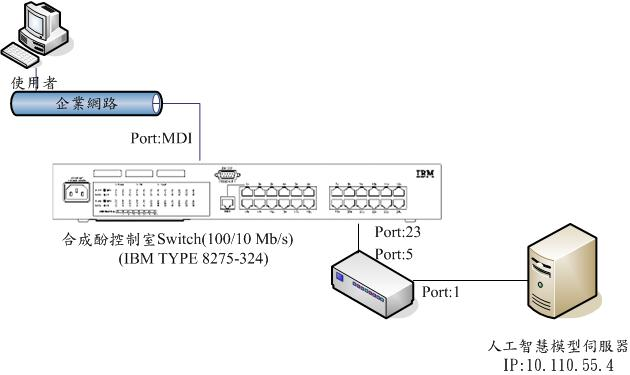 使用者
企業網路
Port:MDI
IBM
合成酚控制室Switch(100/10 Mb/s)
(IBM TYPE 8275-324)
Port:23
Port:5
Port:1
人工智慧模型伺服器
IP:10.110.55.4